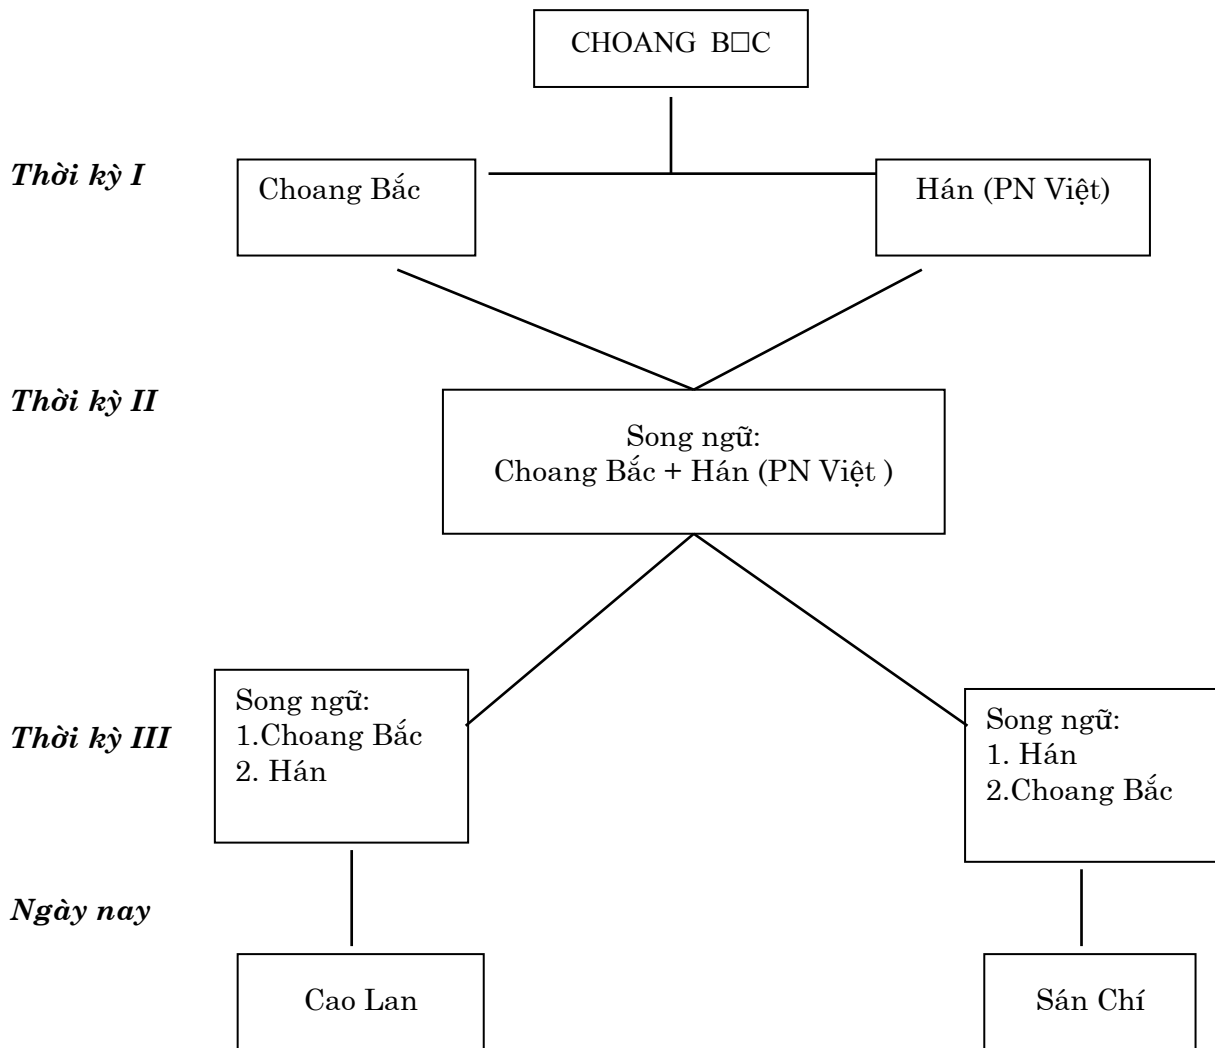 CHOANG B□C
Thời kỳ I
Choang Bắc
Hán (PN Việt)
Thời kỳ II
Song ngữ:
Choang Bắc + Hán (PN Việt )
Thời kỳ III
Song ngữ:
1.Choang Bắc
2. Hán
Song ngữ:
1. Hán
2.Choang Bắc
Ngày nay
Cao Lan
Sán Chí